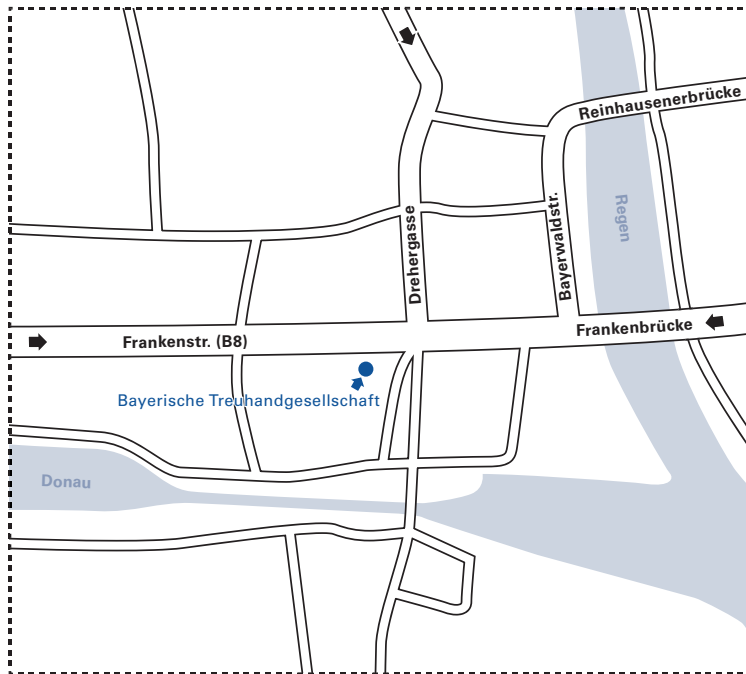 Reinhausenerbrücke
Regen
Drehergasse
Bayerwaldstr.
Frankenbrücke
Frankenstr. (B8)
Bayerische Treuhandgesellschaft
Donau